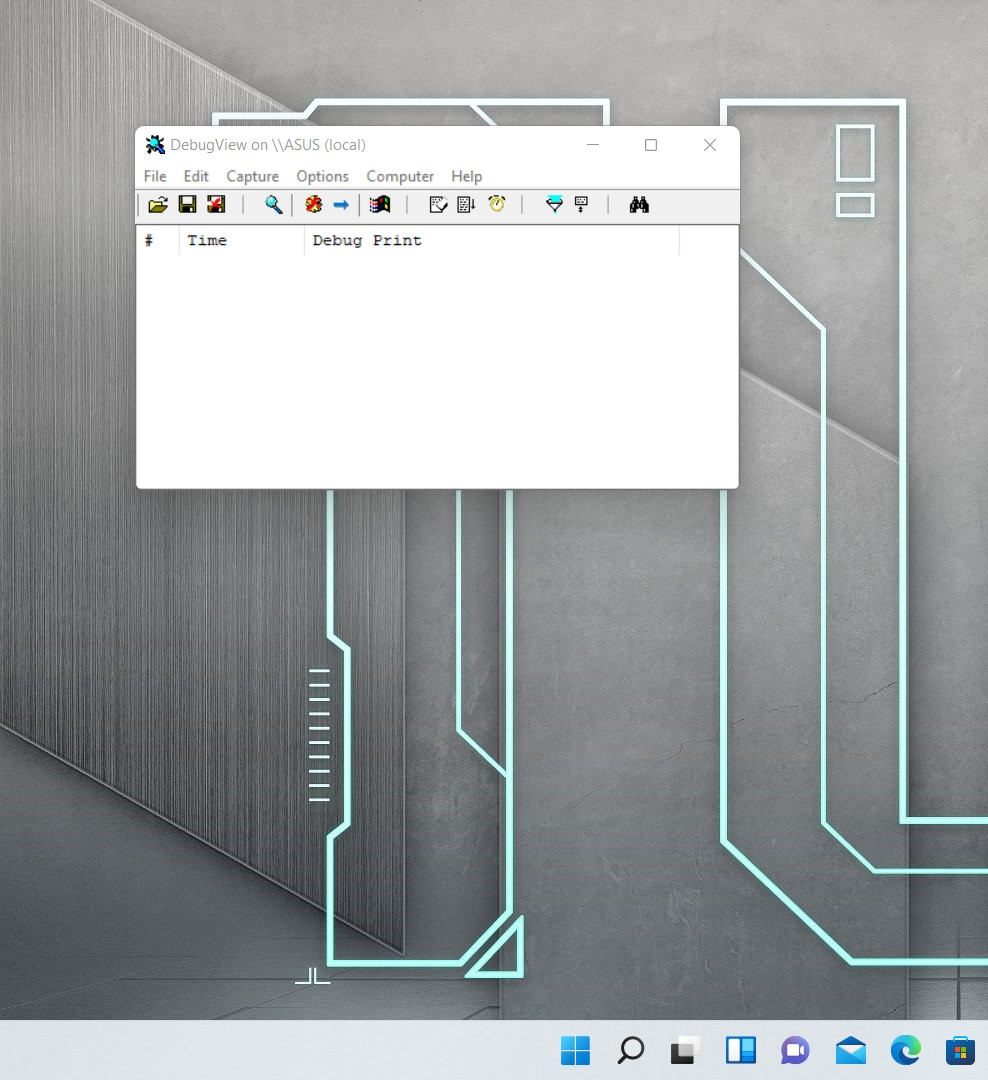 DebugView on \\ASUS (local)
File Edit Capture Options Computer Help
# Time Debug Print